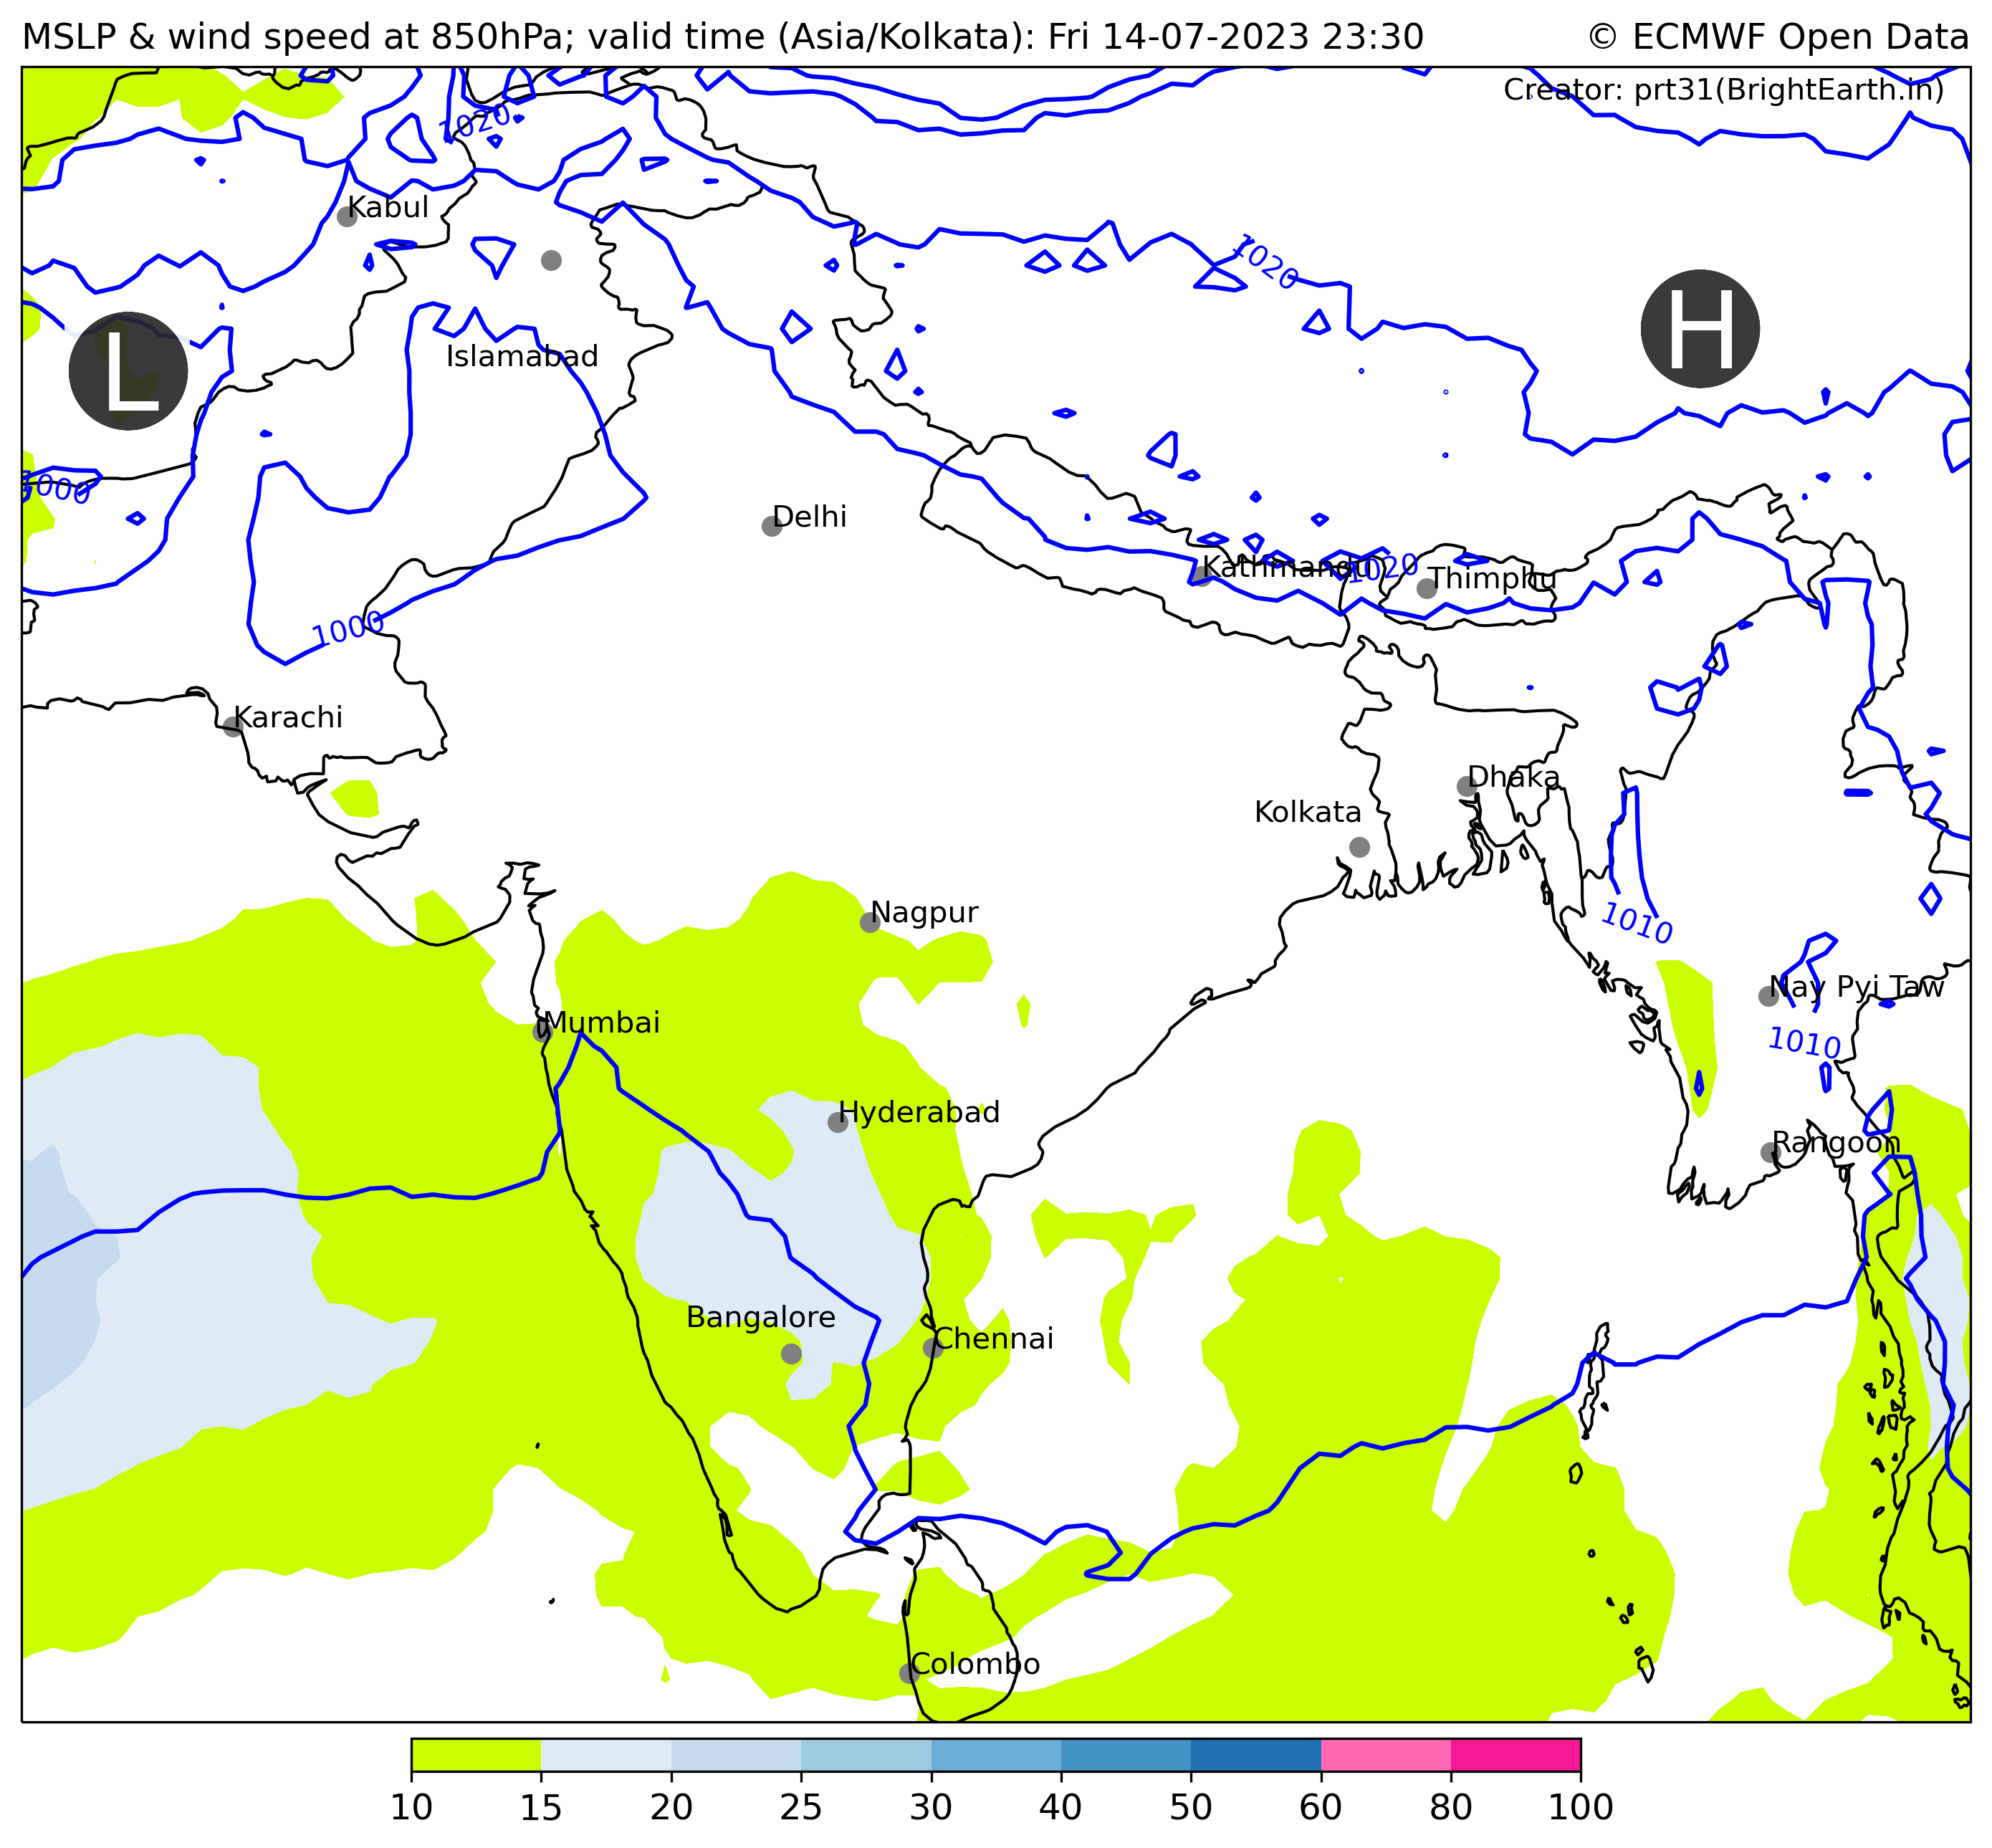 MSLP & wind speed at 850hPa; valid time (Asia/Kolkata): Fri 14-07-2023 23:30
© ECMWF Open Data
Creator: prt31(BrightEarth.in)
1020
Kabul
1020
H
L
Islamabad
1000
Delhi
Kathmandu
1020
Thimphu
1000
Karachi
Dhaka
Kolkata
Nagpur
1010
Nay Pyi Taw
Mumbai
1010
Hyderabad
Rangoon
Bangalore
Chennai
Colombo
10 15 20 25 30 40 50 60 80 100